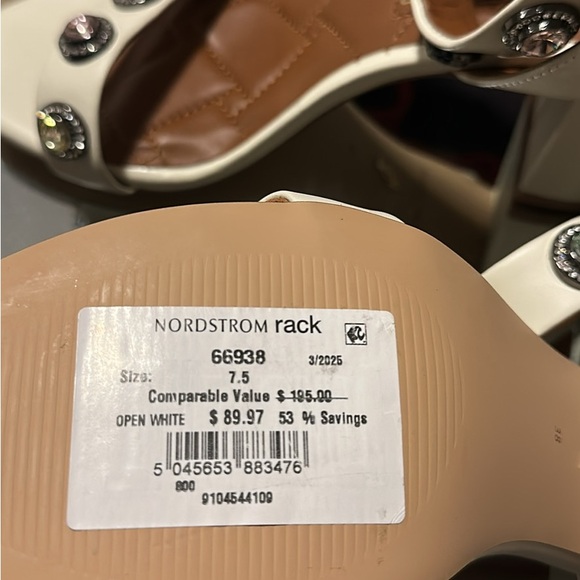 NORDSTROM rack
66938 3/2025
Size: 7.5
Comparable Value $ 195.00
OPEN WHITE $ 89.97 53 % Savings
5 045653 883476
800
9104544109
38